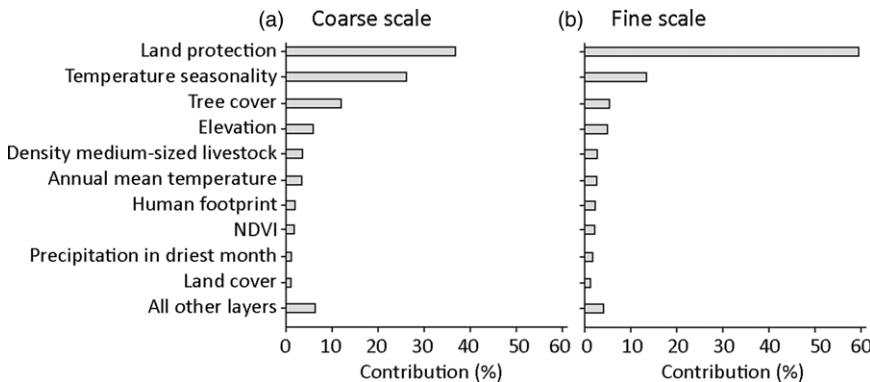 (a) Coarse scale (b) Fine scale
Land protection
Temperature seasonality
Tree cover
Elevation
Density medium-sized livestock
Annual mean temperature
Human footprint
NDVI
Precipitation in driest month
Land cover
All other layers
0 10 20 30 40 50 60 0 10 20 30 40 50 60
Contribution (%) Contribution (%)